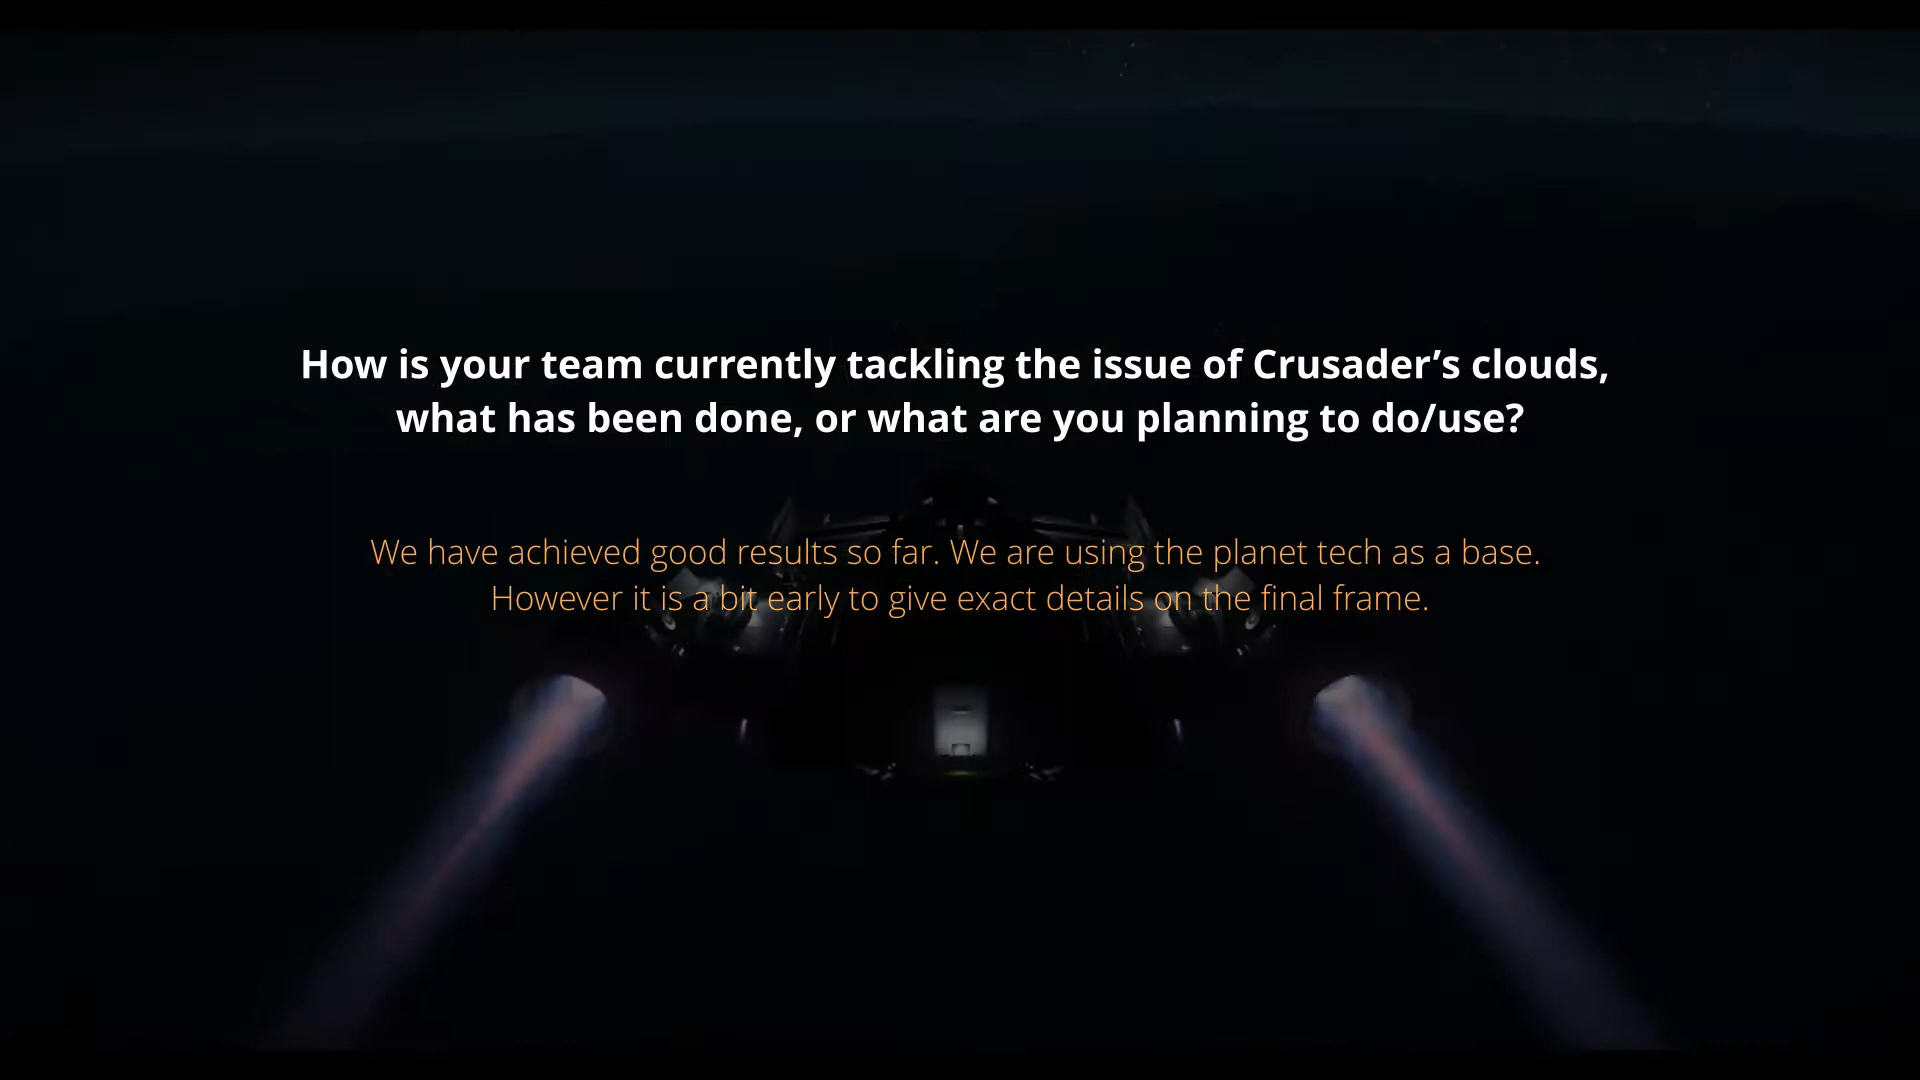 How is your team currently tackling the issue of Crusader’s clouds,
what has been done, or what are you planning to do/use?
We have achieved good results so far. We are using the planet tech as a base.
However it is a bit early to give exact details on the final frame.